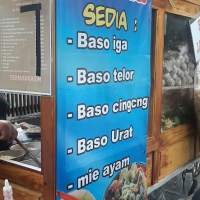 SEDIA :
- Baso iga
- Baso telor
- Baso cingcng
- Baso Urat
- mie ayam